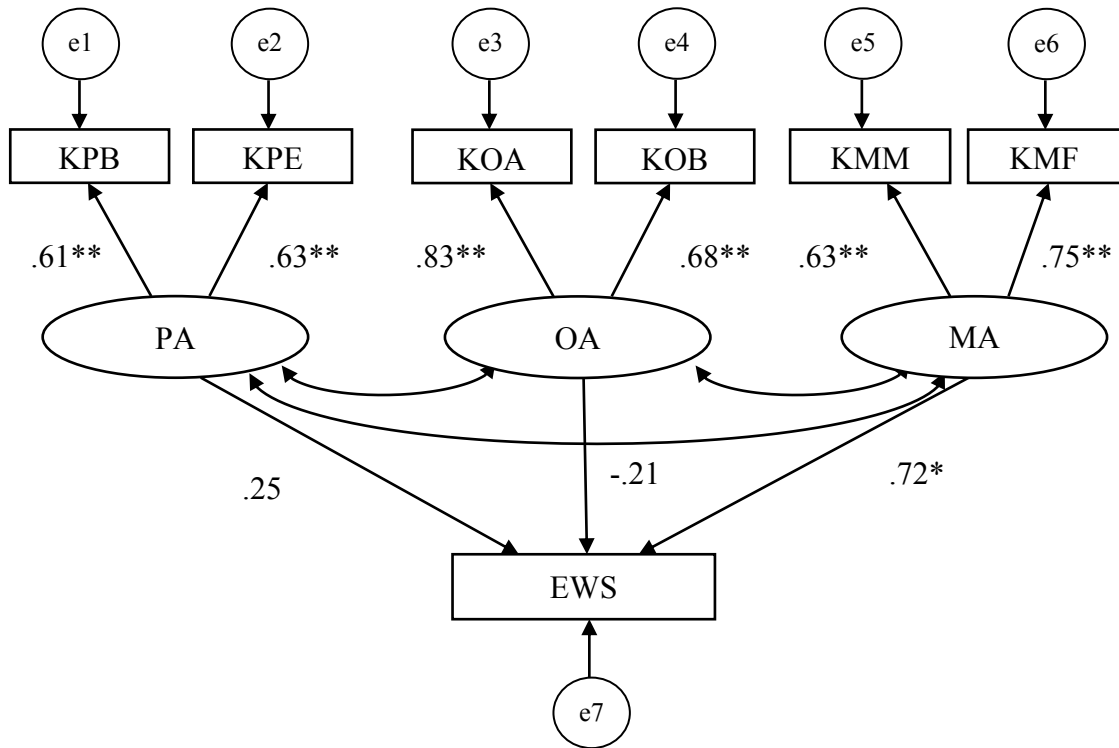 e1
e2
e3
e4
e5
e6
KPB
KPE
KOA
KOB
KMM
KMF
.61**
.63**
.83**
.68**
.63**
.75**
PA
OA
MA
.25
-.21
.72*
EWS
e7